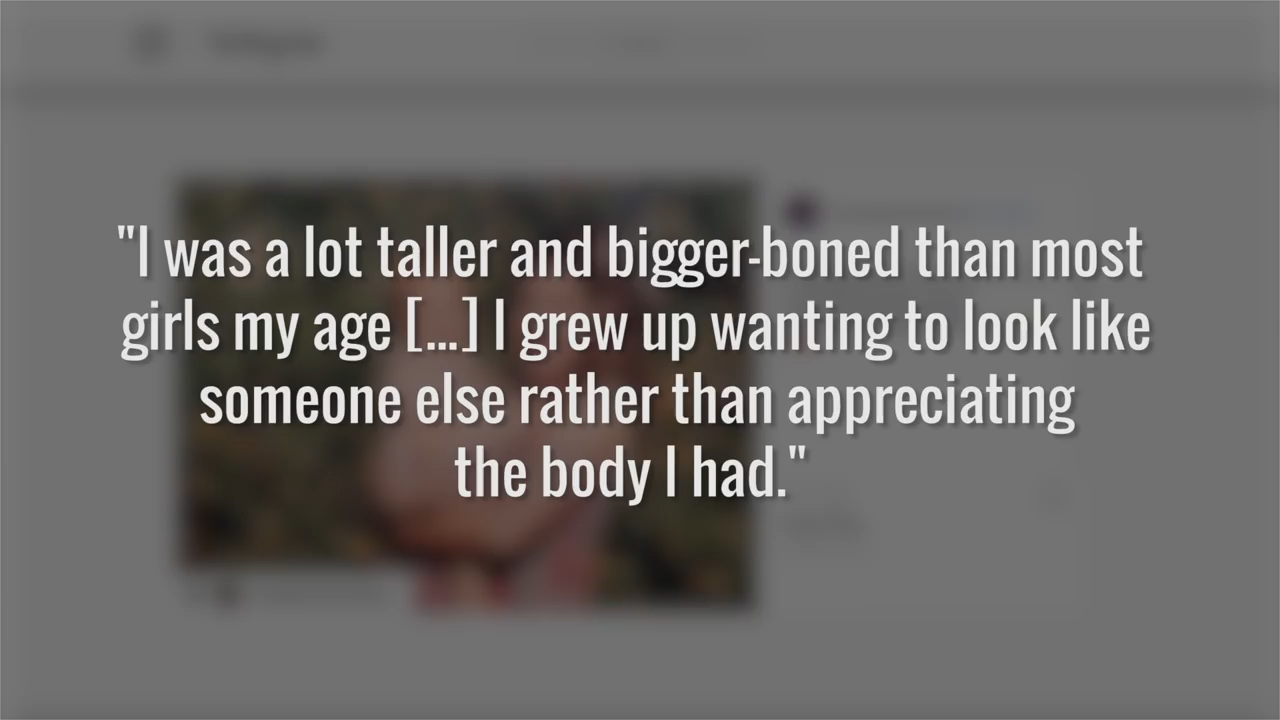 "I was a lot taller and bigger-boned than most
girls my age [...] I grew up wanting to look like
someone else rather than appreciating
the body I had."